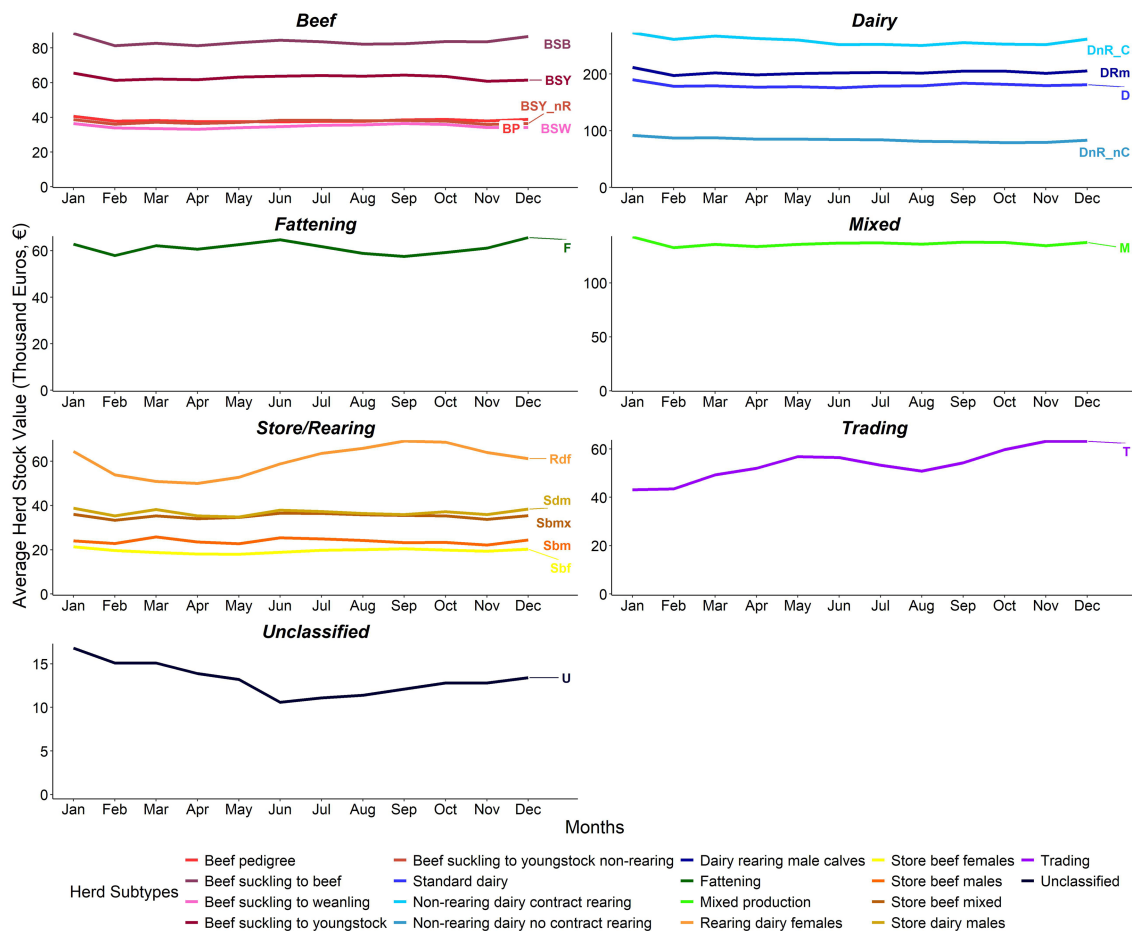 Beef
80
60
40
20
0
BSB
BSY
BSY_nR
BP
BSW
Jan Feb Mar Apr May Jun Jul Aug Sep Oct Nov Dec
Dairy
200
100
0
DnR_C
DRm
D
DnR_nC
Jan Feb Mar Apr May Jun Jul Aug Sep Oct Nov Dec
Fattening
60
40
20
0
F
Jan Feb Mar Apr May Jun Jul Aug Sep Oct Nov Dec
Mixed
100
50
0
M
Jan Feb Mar Apr May Jun Jul Aug Sep Oct Nov Dec
Average Herd Stock Value (Thousand Euros, €)
Store/Rearing
60
40
20
0
Rdf
Sdm
Sbmx
Sbm
Sbf
Jan Feb Mar Apr May Jun Jul Aug Sep Oct Nov Dec
Trading
60
40
20
0
T
Jan Feb Mar Apr May Jun Jul Aug Sep Oct Nov Dec
Unclassified
15
10
5
0
U
Jan Feb Mar Apr May Jun Jul Aug Sep Oct Nov Dec
Months
Herd Subtypes
Beef pedigree
Beef suckling to beef
Beef suckling to weanling
Beef suckling to youngstock
Beef suckling to youngstock non-rearing
Standard dairy
Non-rearing dairy contract rearing
Non-rearing dairy no contract rearing
Dairy rearing male calves
Fattening
Mixed production
Rearing dairy females
Store beef females
Store beef males
Store beef mixed
Store dairy males
Trading
Unclassified